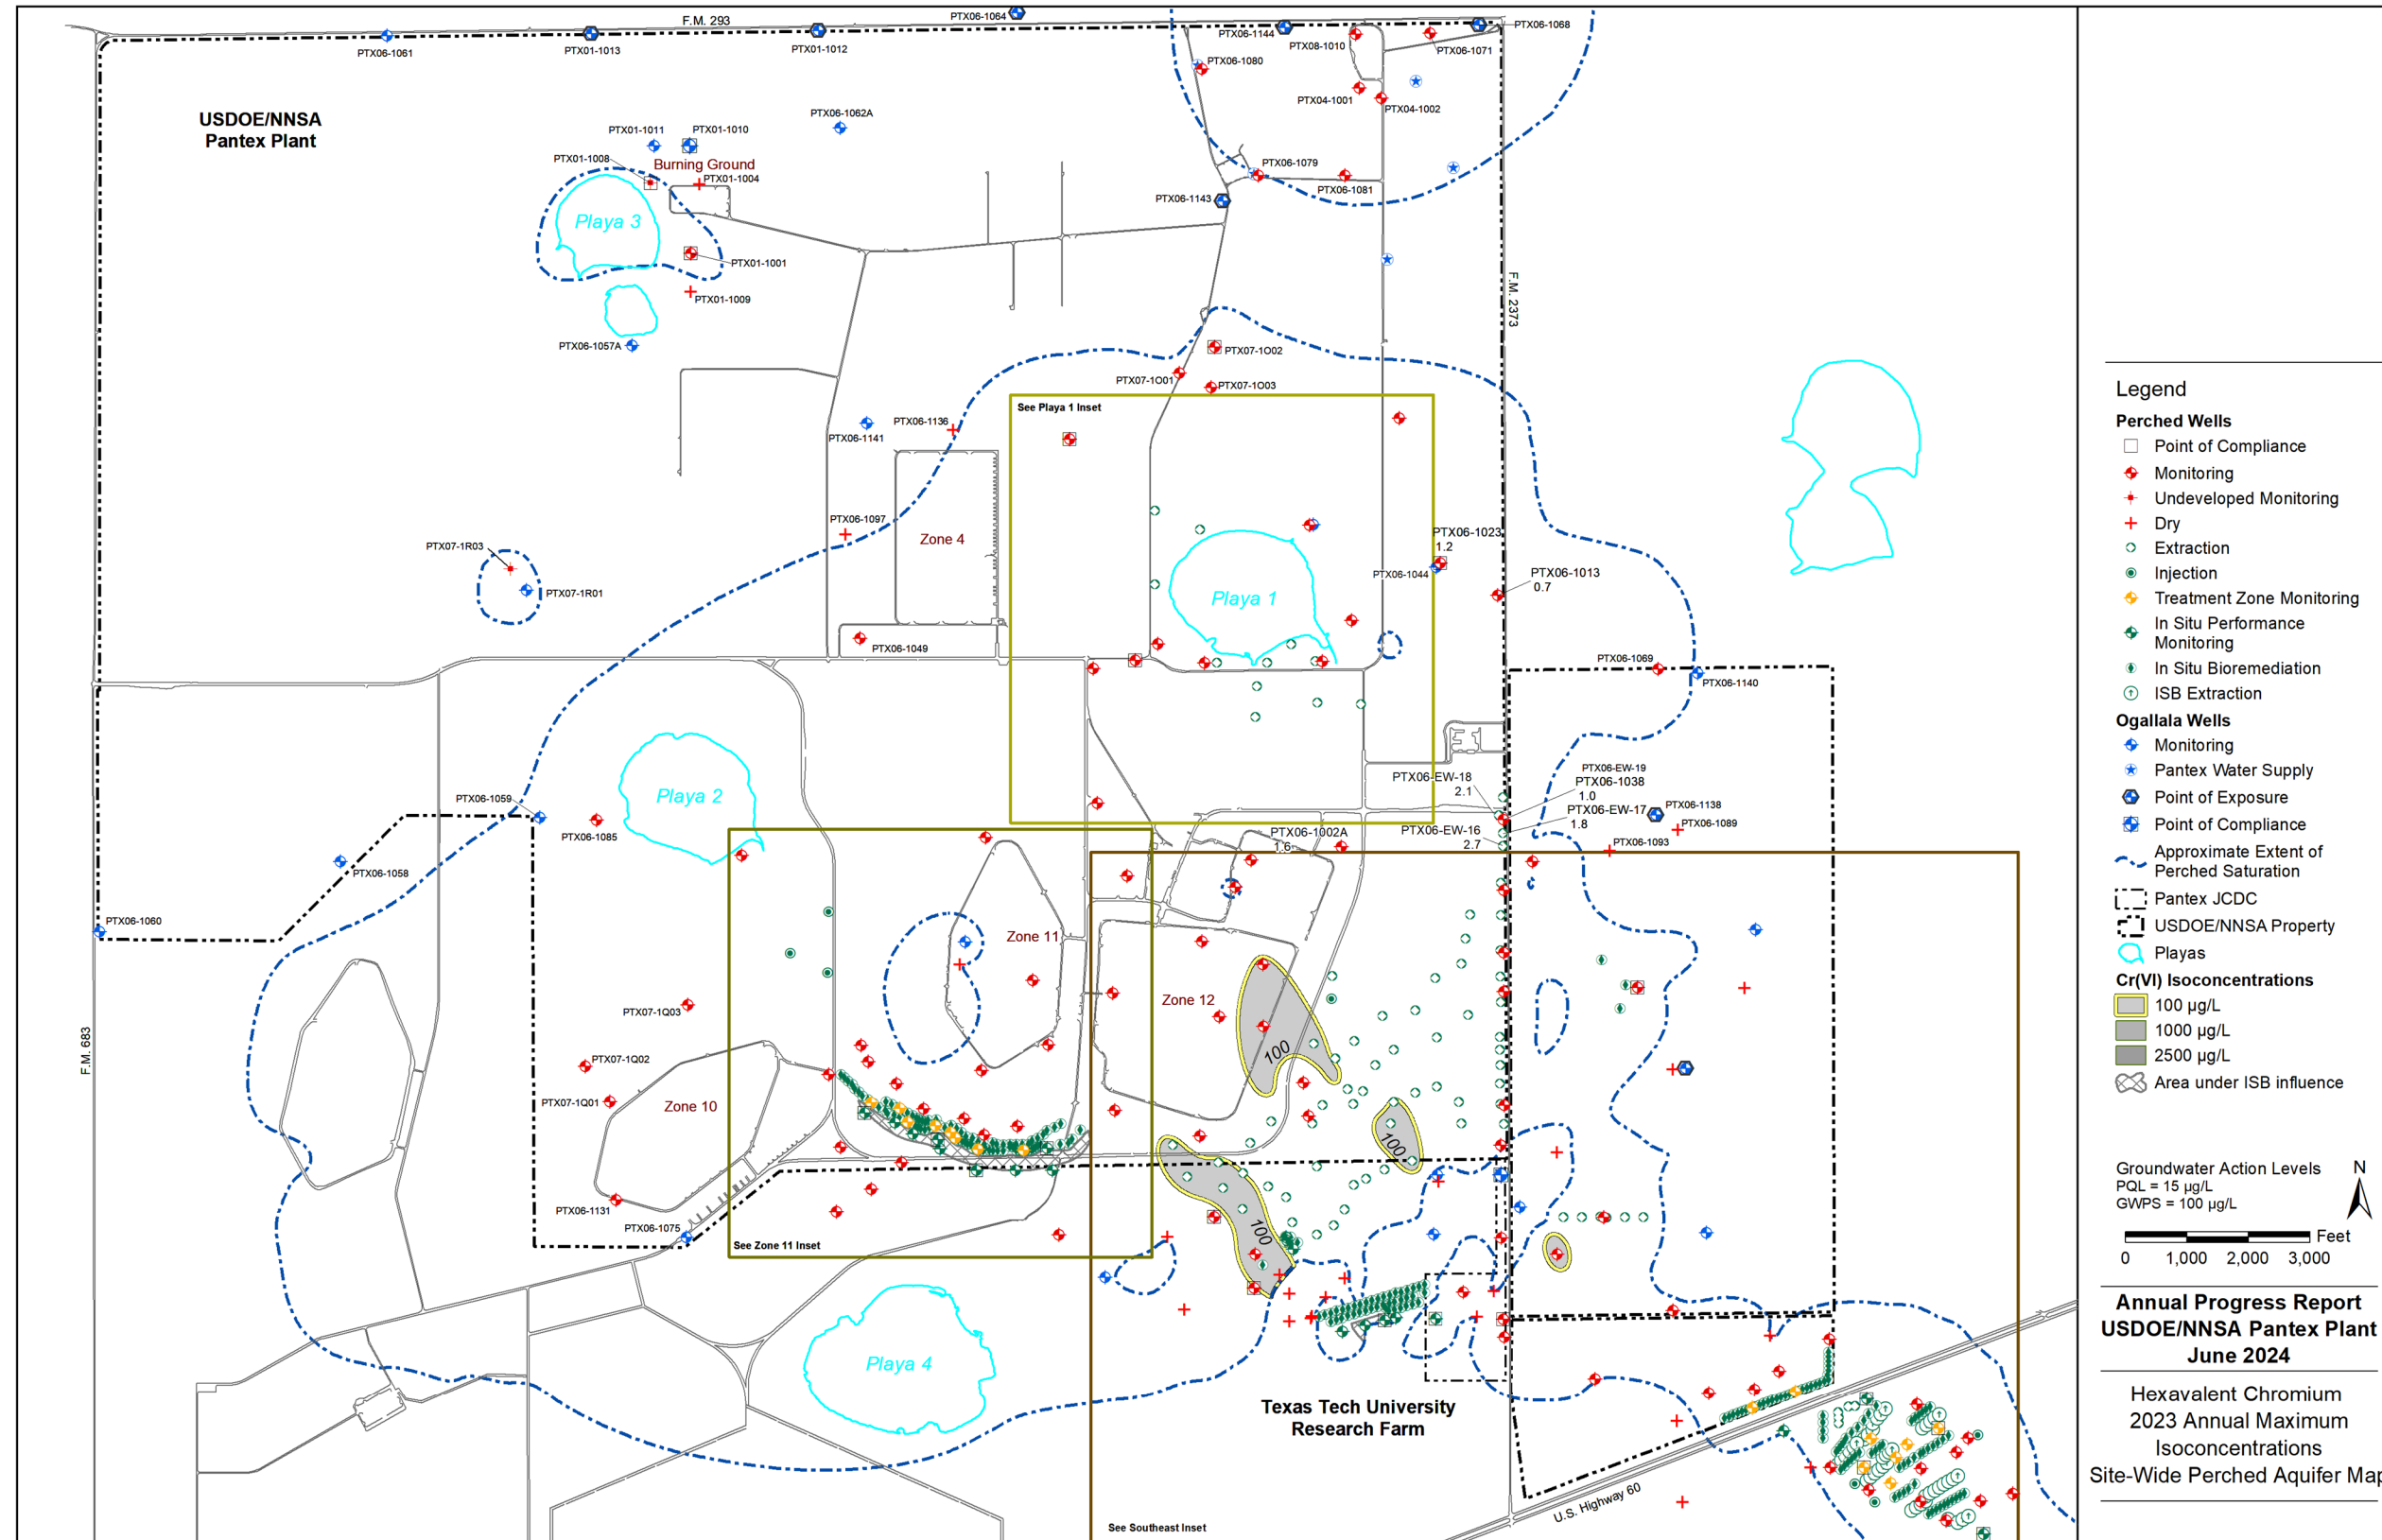 F.M. 293
PTX06-1064
PTX06-1068
PTX06-1061
PTX01-1013
PTX01-1012
PTX06-1144
PTX08-1010
PTX06-1071
PTX06-1080
USDOE/NNSA
Pantex Plant
PTX04-1001
PTX04-1002
PTX06-1062A
PTX01-1011
PTX01-1010
PTX01-1008
Burning Ground
PTX01-1004
PTX06-1079
PTX06-1081
PTX06-1143
Playa 3
PTX01-1001
PTX01-1009
F.M. 2373
PTX06-1057A
PTX07-1O02
PTX07-1O01
PTX07-1O03
See Playa 1 Inset
PTX06-1136
PTX06-1141
PTX06-1097
Zone 4
PTX06-1023
1.2
PTX07-1R03
PTX06-1044
PTX06-1013
0.7
PTX07-1R01
Playa 1
PTX06-1049
PTX06-1069
PTX06-1140
PTX06-EW-18
2.1
PTX06-EW-19
PTX06-1038
1.0
Playa 2
PTX06-1059
PTX06-EW-17
1.8
PTX06-1138
PTX06-1089
PTX06-1085
PTX06-1002A
1.6
PTX06-EW-16
2.7
PTX06-1093
PTX06-1058
PTX06-1060
Zone 11
Zone 12
PTX07-1Q03
F.M. 683
PTX07-1Q02
100
PTX07-1Q01
Zone 10
100
PTX06-1131
PTX06-1075
100
See Zone 11 Inset
Playa 4
Texas Tech University
Research Farm
U.S. Highway 60
See Southeast Inset
Legend
Perched Wells
Point of Compliance
Monitoring
Undeveloped Monitoring
Dry
Extraction
Injection
Treatment Zone Monitoring
In Situ Performance
Monitoring
In Situ Bioremediation
ISB Extraction
Ogallala Wells
Monitoring
Pantex Water Supply
Point of Exposure
Point of Compliance
Approximate Extent of
Perched Saturation
Pantex JCDC
USDOE/NNSA Property
Playas
Cr(VI) Isoconcentrations
100 µg/L
1000 µg/L
2500 µg/L
Area under ISB influence
Groundwater Action Levels
PQL = 15 µg/L
GWPS = 100 µg/L
N
Feet
0 1,000 2,000 3,000
Annual Progress Report
USDOE/NNSA Pantex Plant
June 2024
Hexavalent Chromium
2023 Annual Maximum
Isoconcentrations
Site-Wide Perched Aquifer Map